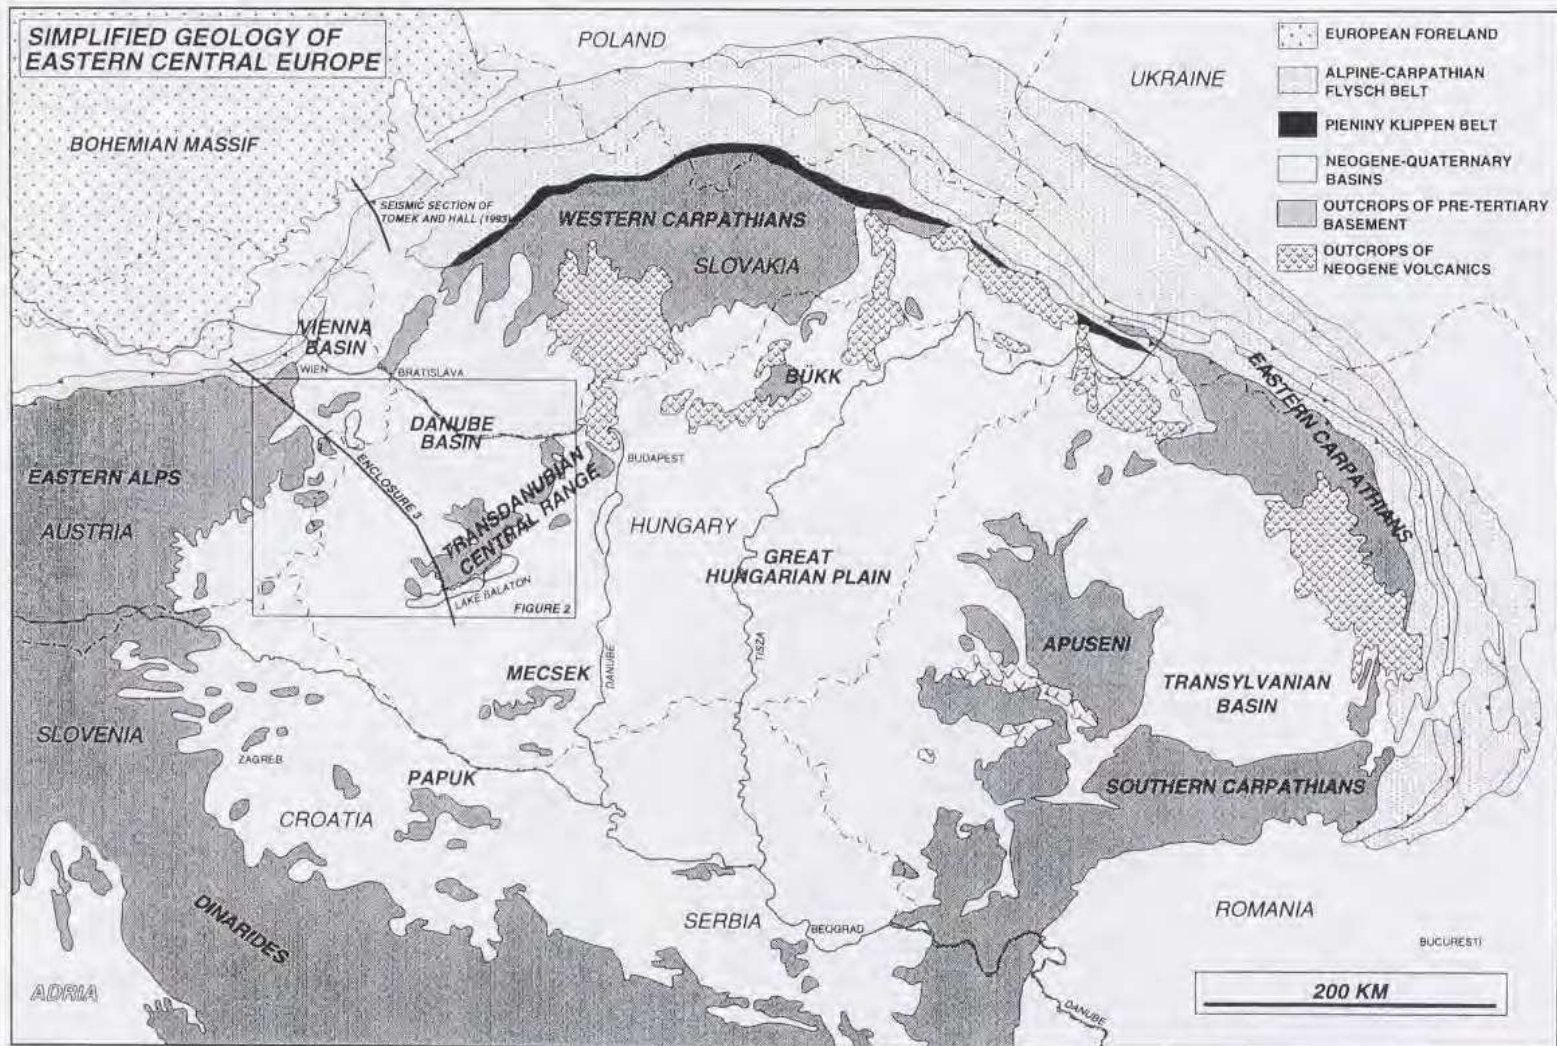 SIMPLIFIED GEOLOGY OF
EASTERN CENTRAL EUROPE
POLAND
UKRAINE
EUROPEAN FORELAND
ALPINE-CARPATHIAN
FLYSCH BELT
PIENINY KLIPPEN BELT
NEOGENE-QUATERNARY
BASINS
OUTCROPS OF PRE-TERTIARY
BASEMENT
OUTCROPS OF
NEOGENE VOLCANICS
BOHEMIAN MASSIF
SEISMIC SECTION OF
TOMEK AND HALL (1993)
WESTERN CARPATHIANS
SLOVAKIA
VIENNA
BASIN
WIEN
BRATISLAVA
BÜKK
EASTERN CARPATHIANS
DANUBE
BASIN
BUDAPEST
EASTERN ALPS
AUSTRIA
ENCLOSURE 3
TRANSDANUBIAN
CENTRAL RANGE
HUNGARY
GREAT
HUNGARIAN PLAIN
LAKE BALATON
FIGURE 2
DANUBE
TISZA
APUSENI
MECSEK
TRANSYLVANIAN
BASIN
SLOVENIA
ZAGREB
PAPUK
SOUTHERN CARPATHIANS
CROATIA
DINARIDES
SERBIA
BEOGRAD
ROMANIA
BUCURESTI
ADRIA
200 KM
DANUBE